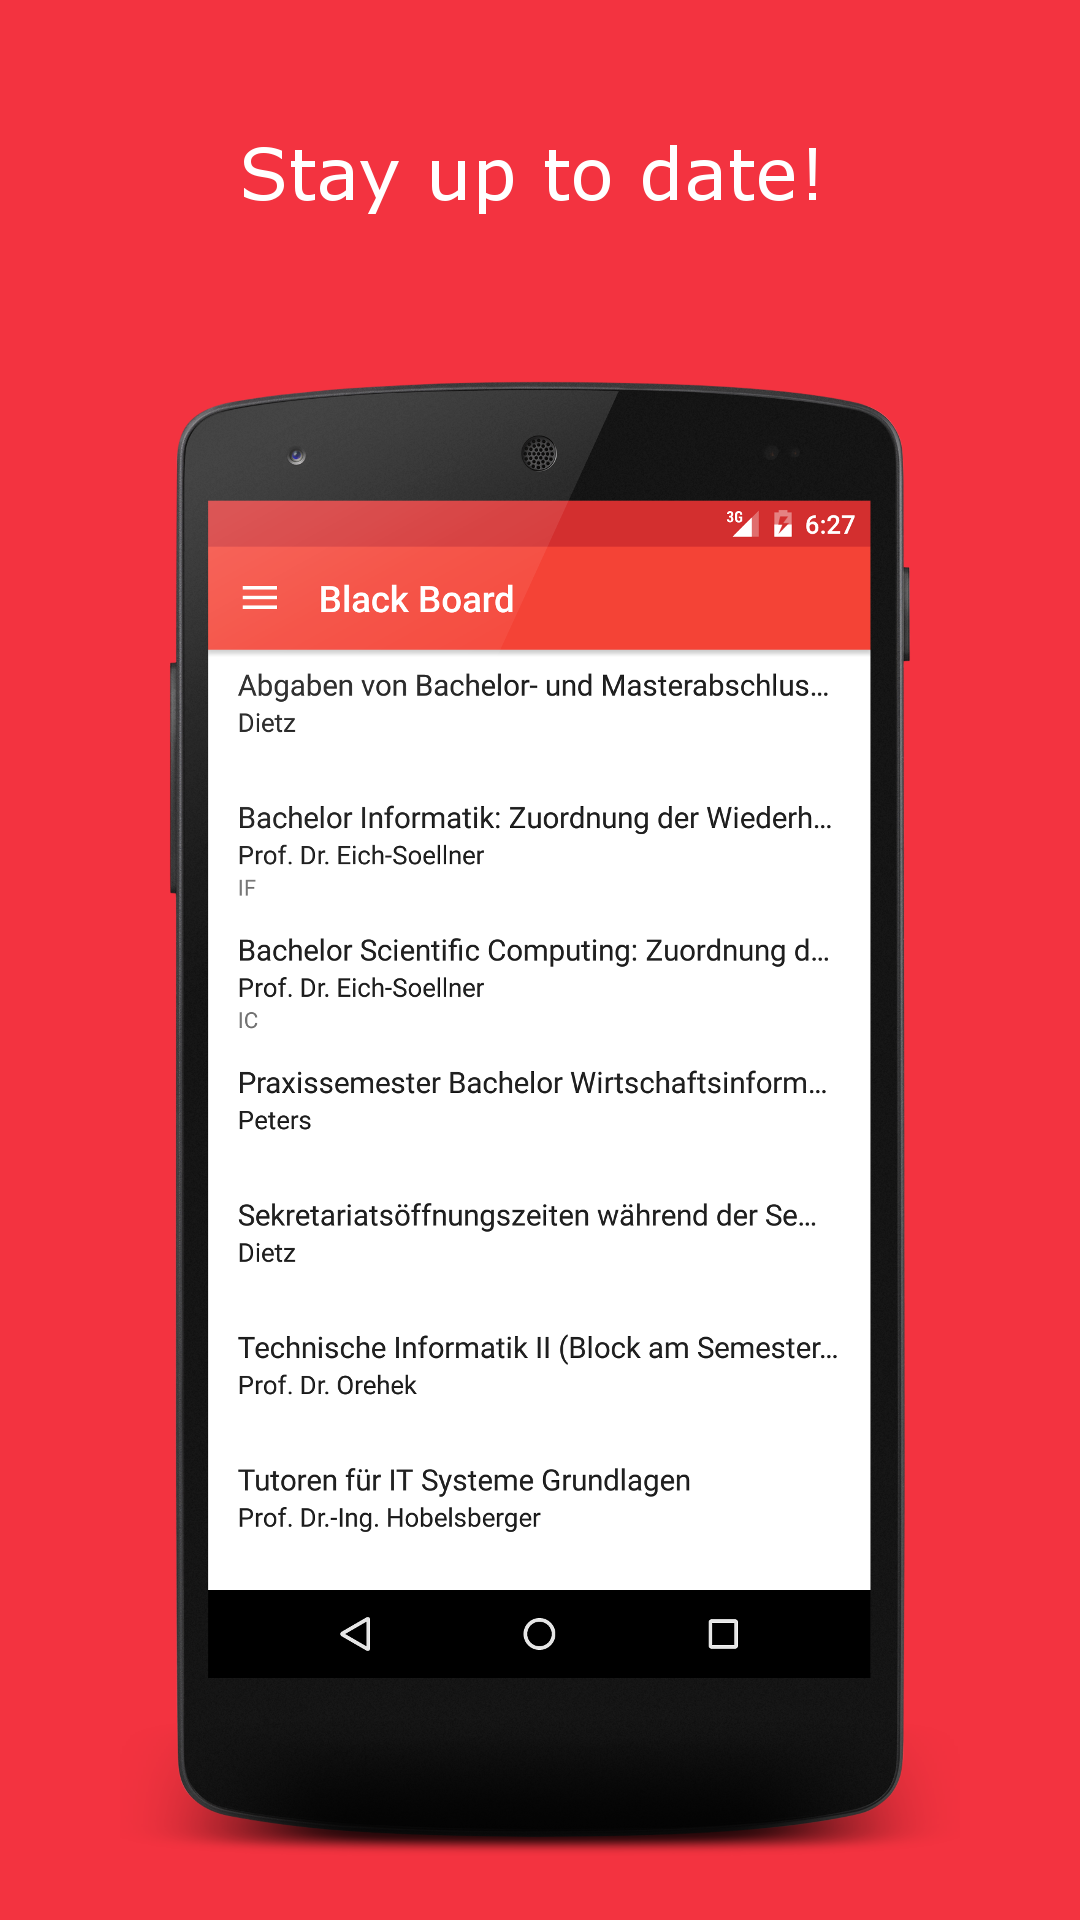 Stay up to date!
3G 6:27
Black Board
Abgaben von Bachelor- und Masterabschlus...
Dietz
Bachelor Informatik: Zuordnung der Wiederh...
Prof. Dr. Eich-Soellner
IF
Bachelor Scientific Computing: Zuordnung d...
Prof. Dr. Eich-Soellner
IC
Praxissemester Bachelor Wirtschaftsinform...
Peters
Sekretariatsöffnungszeiten während der Se...
Dietz
Technische Informatik II (Block am Semester...
Prof. Dr. Orehek
Tutoren für IT Systeme Grundlagen
Prof. Dr.-Ing. Hobelsberger